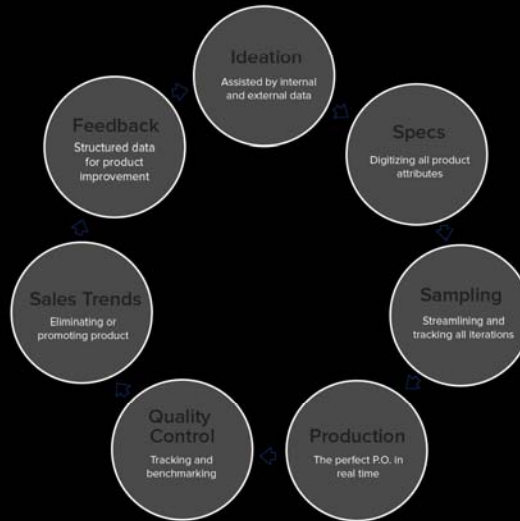 Ideation
Assisted by internal
and external data
Specs
Digitizing all product
attributes
Sampling
Streamlining and
tracking all iterations
Production
The perfect P.O. in
real time
Quality
Control
Tracking and
benchmarking
Sales Trends
Eliminating or
promoting product
Feedback
Structured data
for product
improvement